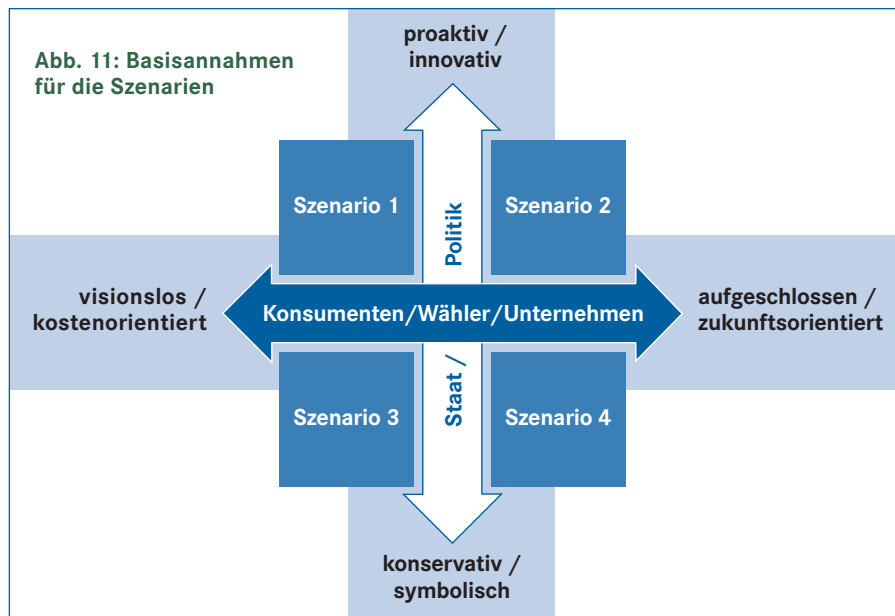 Abb. 11: Basisannahmen
für die Szenarien
proaktiv /
innovativ
Szenario 1
Szenario 2
Staat / Politik
visionslos /
kostenorientiert
Konsumenten/Wähler/Unternehmen
aufgeschlossen /
zukunftsorientiert
Szenario 3
Szenario 4
konservativ /
symbolisch